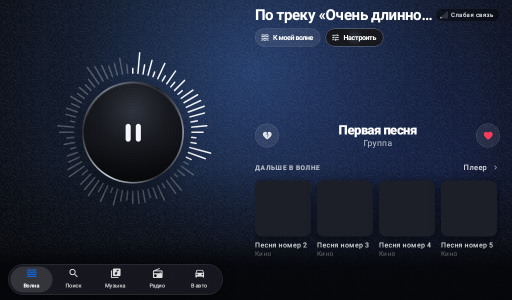 По треку «Очень длинно...
Слабая связь
К моей волне
Настроить
Первая песня
Группа
ДАЛЬШЕ В ВОЛНЕ
Плеер
Песня номер 2
Песня номер 3
Песня номер 4
Песня номер 5
Кино
Кино
Кино
Кино
Волна
Поиск
Музыка
Радио
В авто